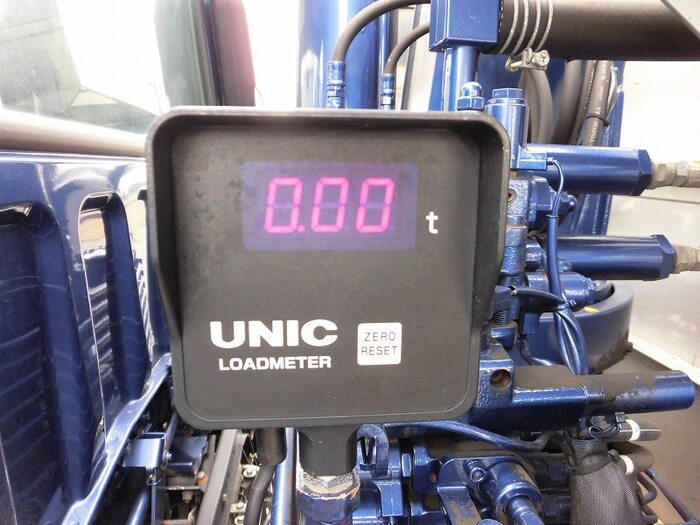 0.00 t
UNIC
LOADMETER
ZERO
RESET